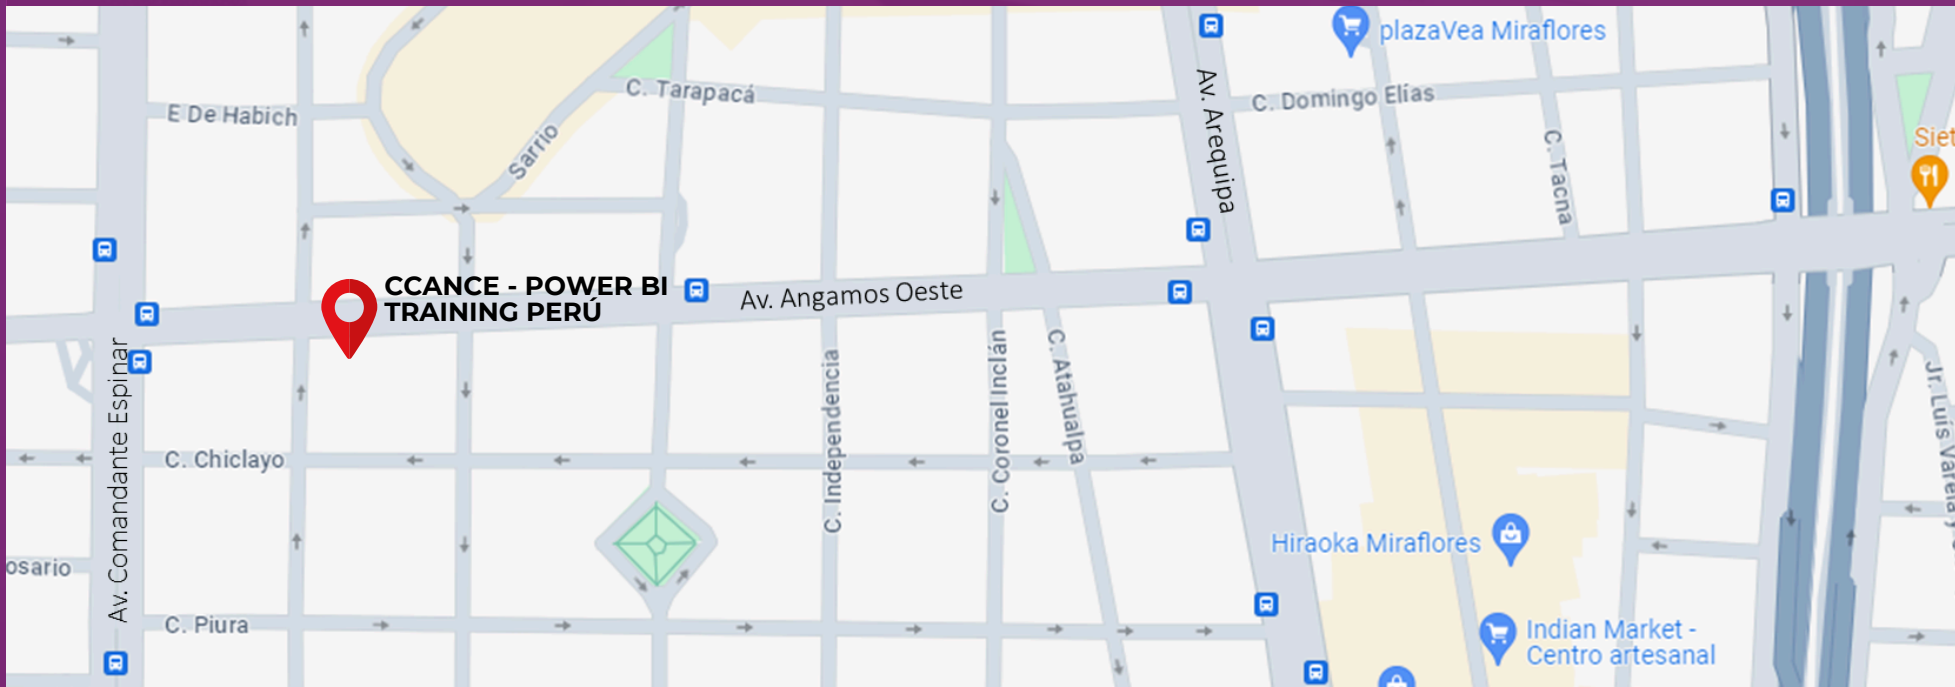 plazaVea Miraflores
C. Tarapacá
C. Domingo Elías
E De Habich
Sarrio
Av. Arequipa
C. Tacna
Siet
CCANCE - POWER BI
TRAINING PERÚ
Av. Angamos Oeste
Av. Comandante Espinar
C. Independencia
C. Coronel Inclán
C. Atahualpa
Jr. Luis Varela y
C. Chiclayo
Hiraoka Miraflores
osario
C. Piura
Indian Market -
Centro artesanal